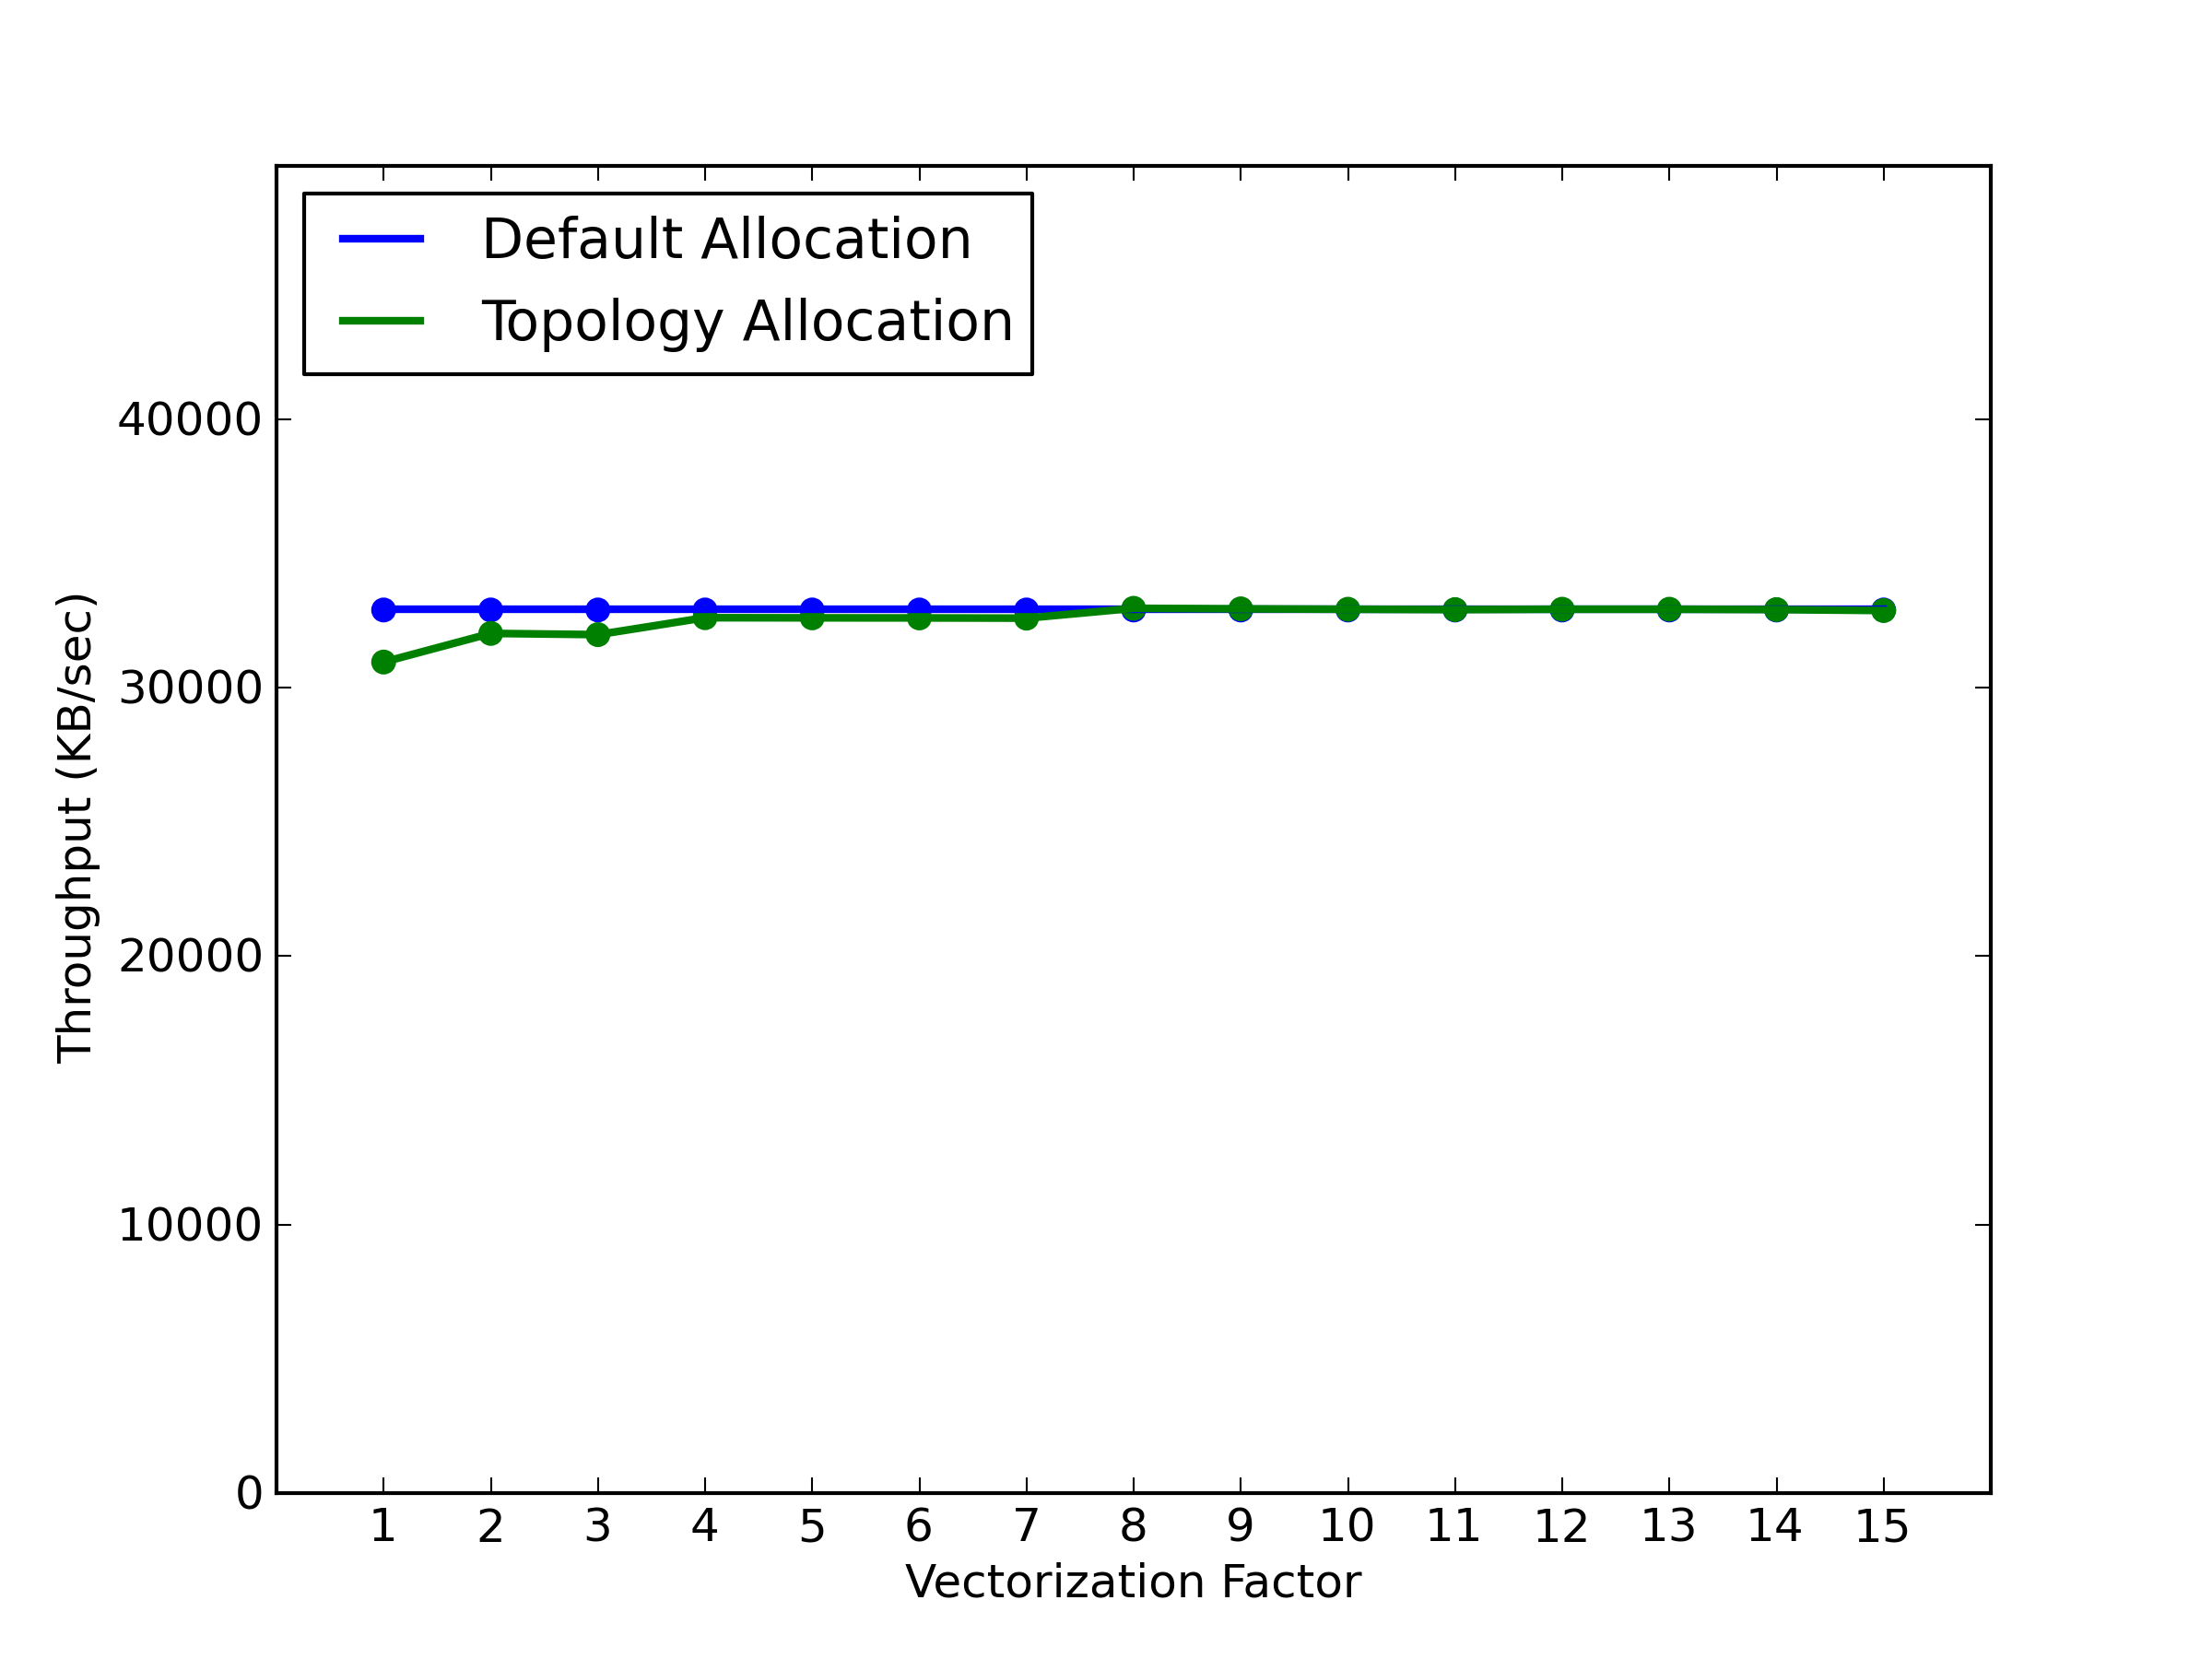 Default Allocation
Topology Allocation
40000
30000
20000
10000
0
Throughput (KB/sec)
1 2 3 4 5 6 7 8 9 10 11 12 13 14 15
Vectorization Factor